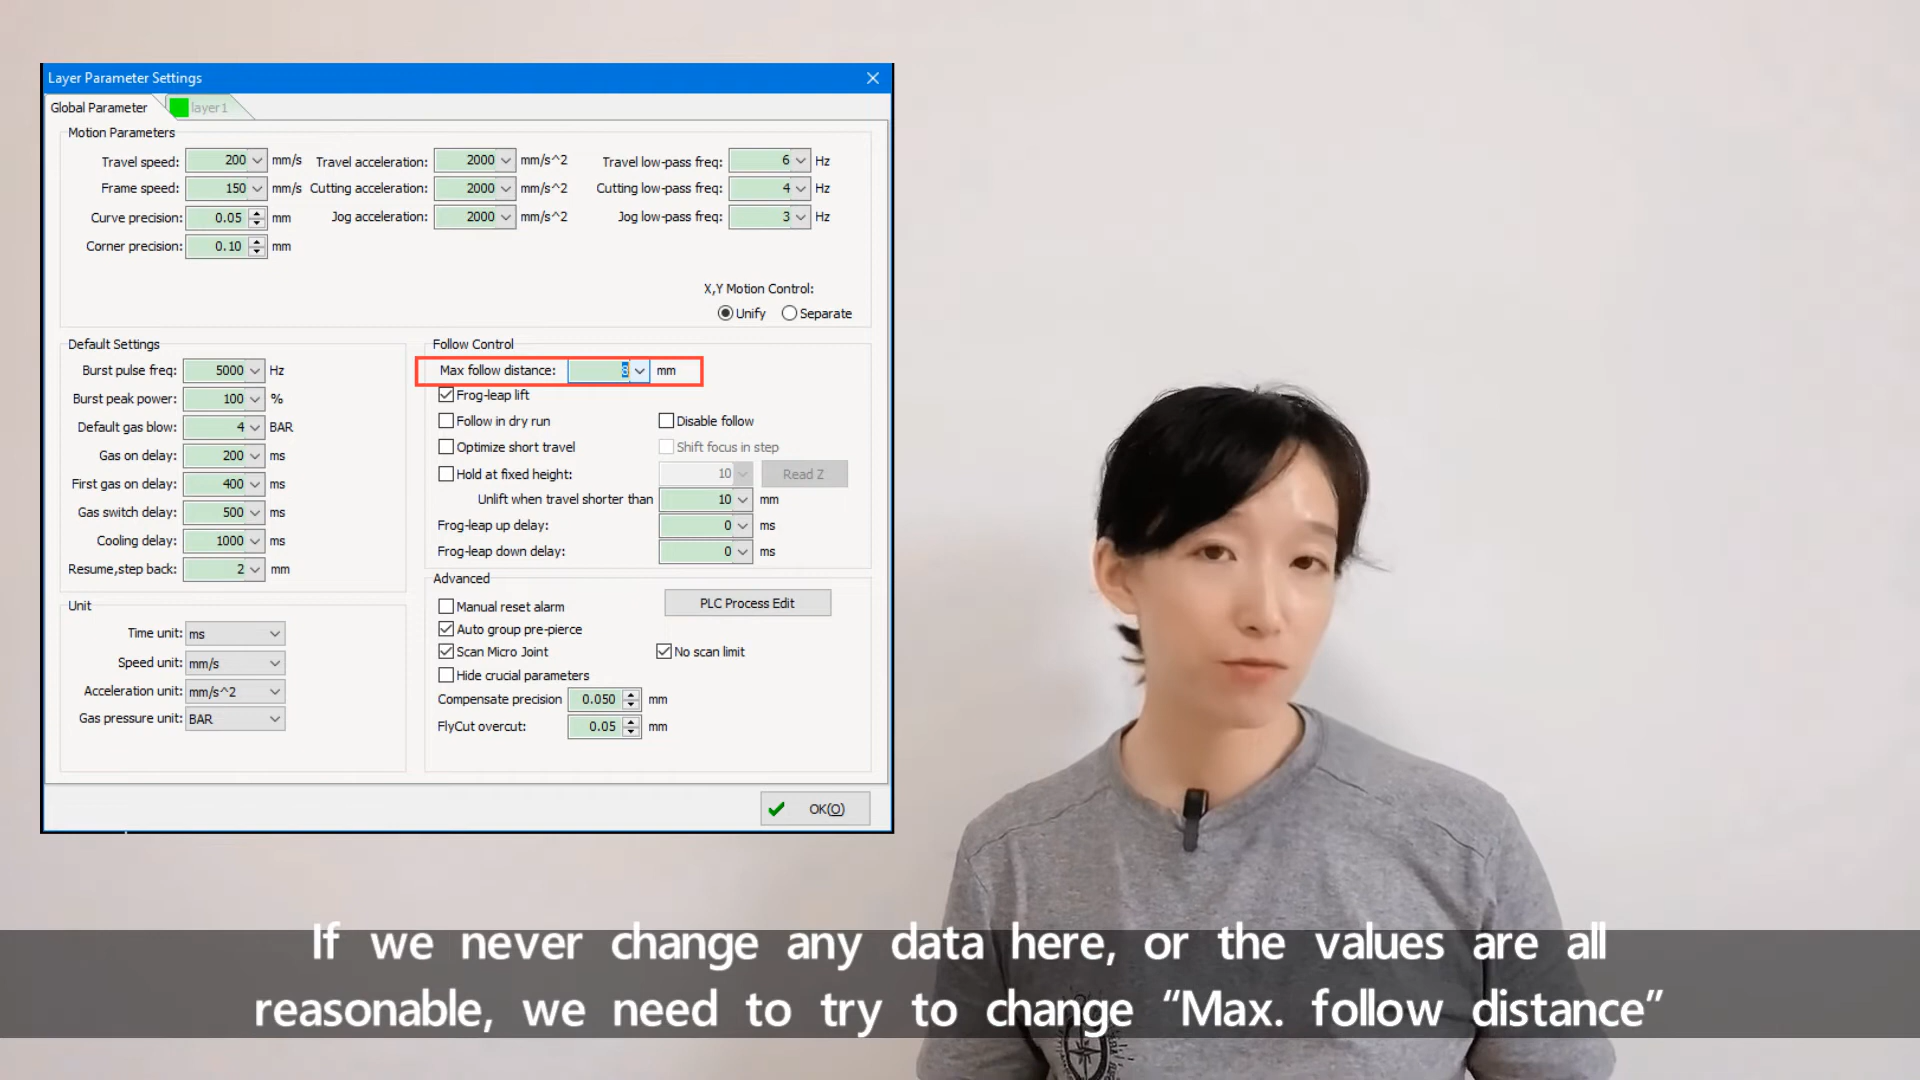 Layer Parameter Settings
Global Parameter layer1
Motion Parameters
Travel speed: 200 mm/s Travel acceleration: 2000 mm/s^2 Travel low-pass freq: 6 Hz
Frame speed: 150 mm/s Cutting acceleration: 2000 mm/s^2 Cutting low-pass freq: 4 Hz
Curve precision: 0.05 mm Jog acceleration: 2000 mm/s^2 Jog low-pass freq: 3 Hz
Corner precision: 0.10 mm
X,Y Motion Control:
Unify Separate
Default Settings
Burst pulse freq: 5000 Hz
Burst peak power: 100 %
Default gas blow: 4 BAR
Gas on delay: 200 ms
First gas on delay: 400 ms
Gas switch delay: 500 ms
Cooling delay: 1000 ms
Resume,step back: 2 mm
Unit
Time unit: ms
Speed unit: mm/s
Acceleration unit: mm/s^2
Gas pressure unit: BAR
Follow Control
Max follow distance: 8 mm
Frog-leap lift
Follow in dry run Disable follow
Optimize short travel Shift focus in step
Hold at fixed height: 10 Read Z
Unlift when travel shorter than 10 mm
Frog-leap up delay: 0 ms
Frog-leap down delay: 0 ms
Advanced
Manual reset alarm PLC Process Edit
Auto group pre-pierce
Scan Micro Joint No scan limit
Hide crucial parameters
Compensate precision 0.050 mm
FlyCut overcut: 0.05 mm
OK(O)
If we never change any data here, or the values are all
reasonable, we need to try to change “Max. follow distance”